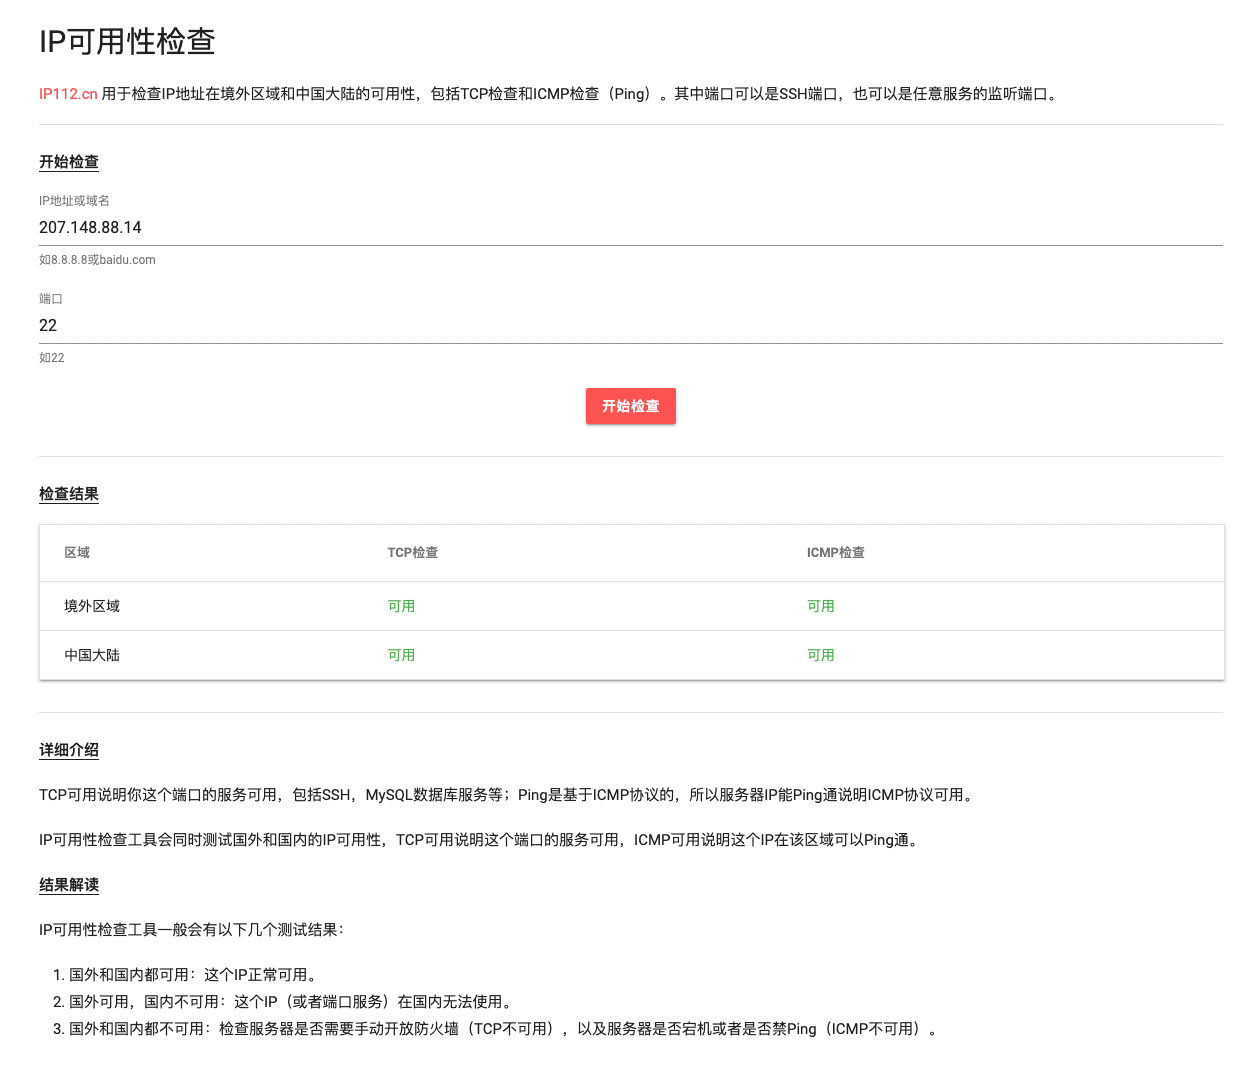 IP可用性检查
IP112.cn 用于检查IP地址在境外区域和中国大陆的可用性，包括TCP检查和ICMP检查（Ping）。其中端口可以是SSH端口，也可以是任意服务的监听端口。
开始检查
IP地址或域名
207.148.88.14
如8.8.8.8或baidu.com
端口
22
如22
开始检查
检查结果
区域 TCP检查 ICMP检查
境外区域 可用 可用
中国大陆 可用 可用
详细介绍
TCP可用说明你这个端口的服务可用，包括SSH，MySQL数据库服务等；Ping是基于ICMP协议的，所以服务器IP能Ping通说明ICMP协议可用。
IP可用性检查工具会同时测试国外和国内的IP可用性，TCP可用说明这个端口的服务可用，ICMP可用说明这个IP在该区域可以Ping通。
结果解读
IP可用性检查工具一般会有以下几个测试结果：
1. 国外和国内都可用：这个IP正常可用。
2. 国外可用，国内不可用：这个IP（或者端口服务）在国内无法使用。
3. 国外和国内都不可用：检查服务器是否需要手动开放防火墙（TCP不可用），以及服务器是否宕机或者是否禁Ping（ICMP不可用）。